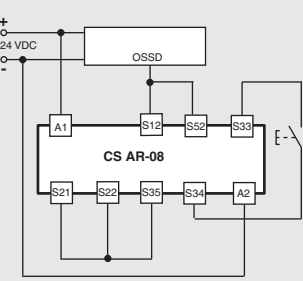 +
24 VDC
-
OSSD
A1
S12
S52
S33
CS AR-08
S21
S22
S35
S34
A2